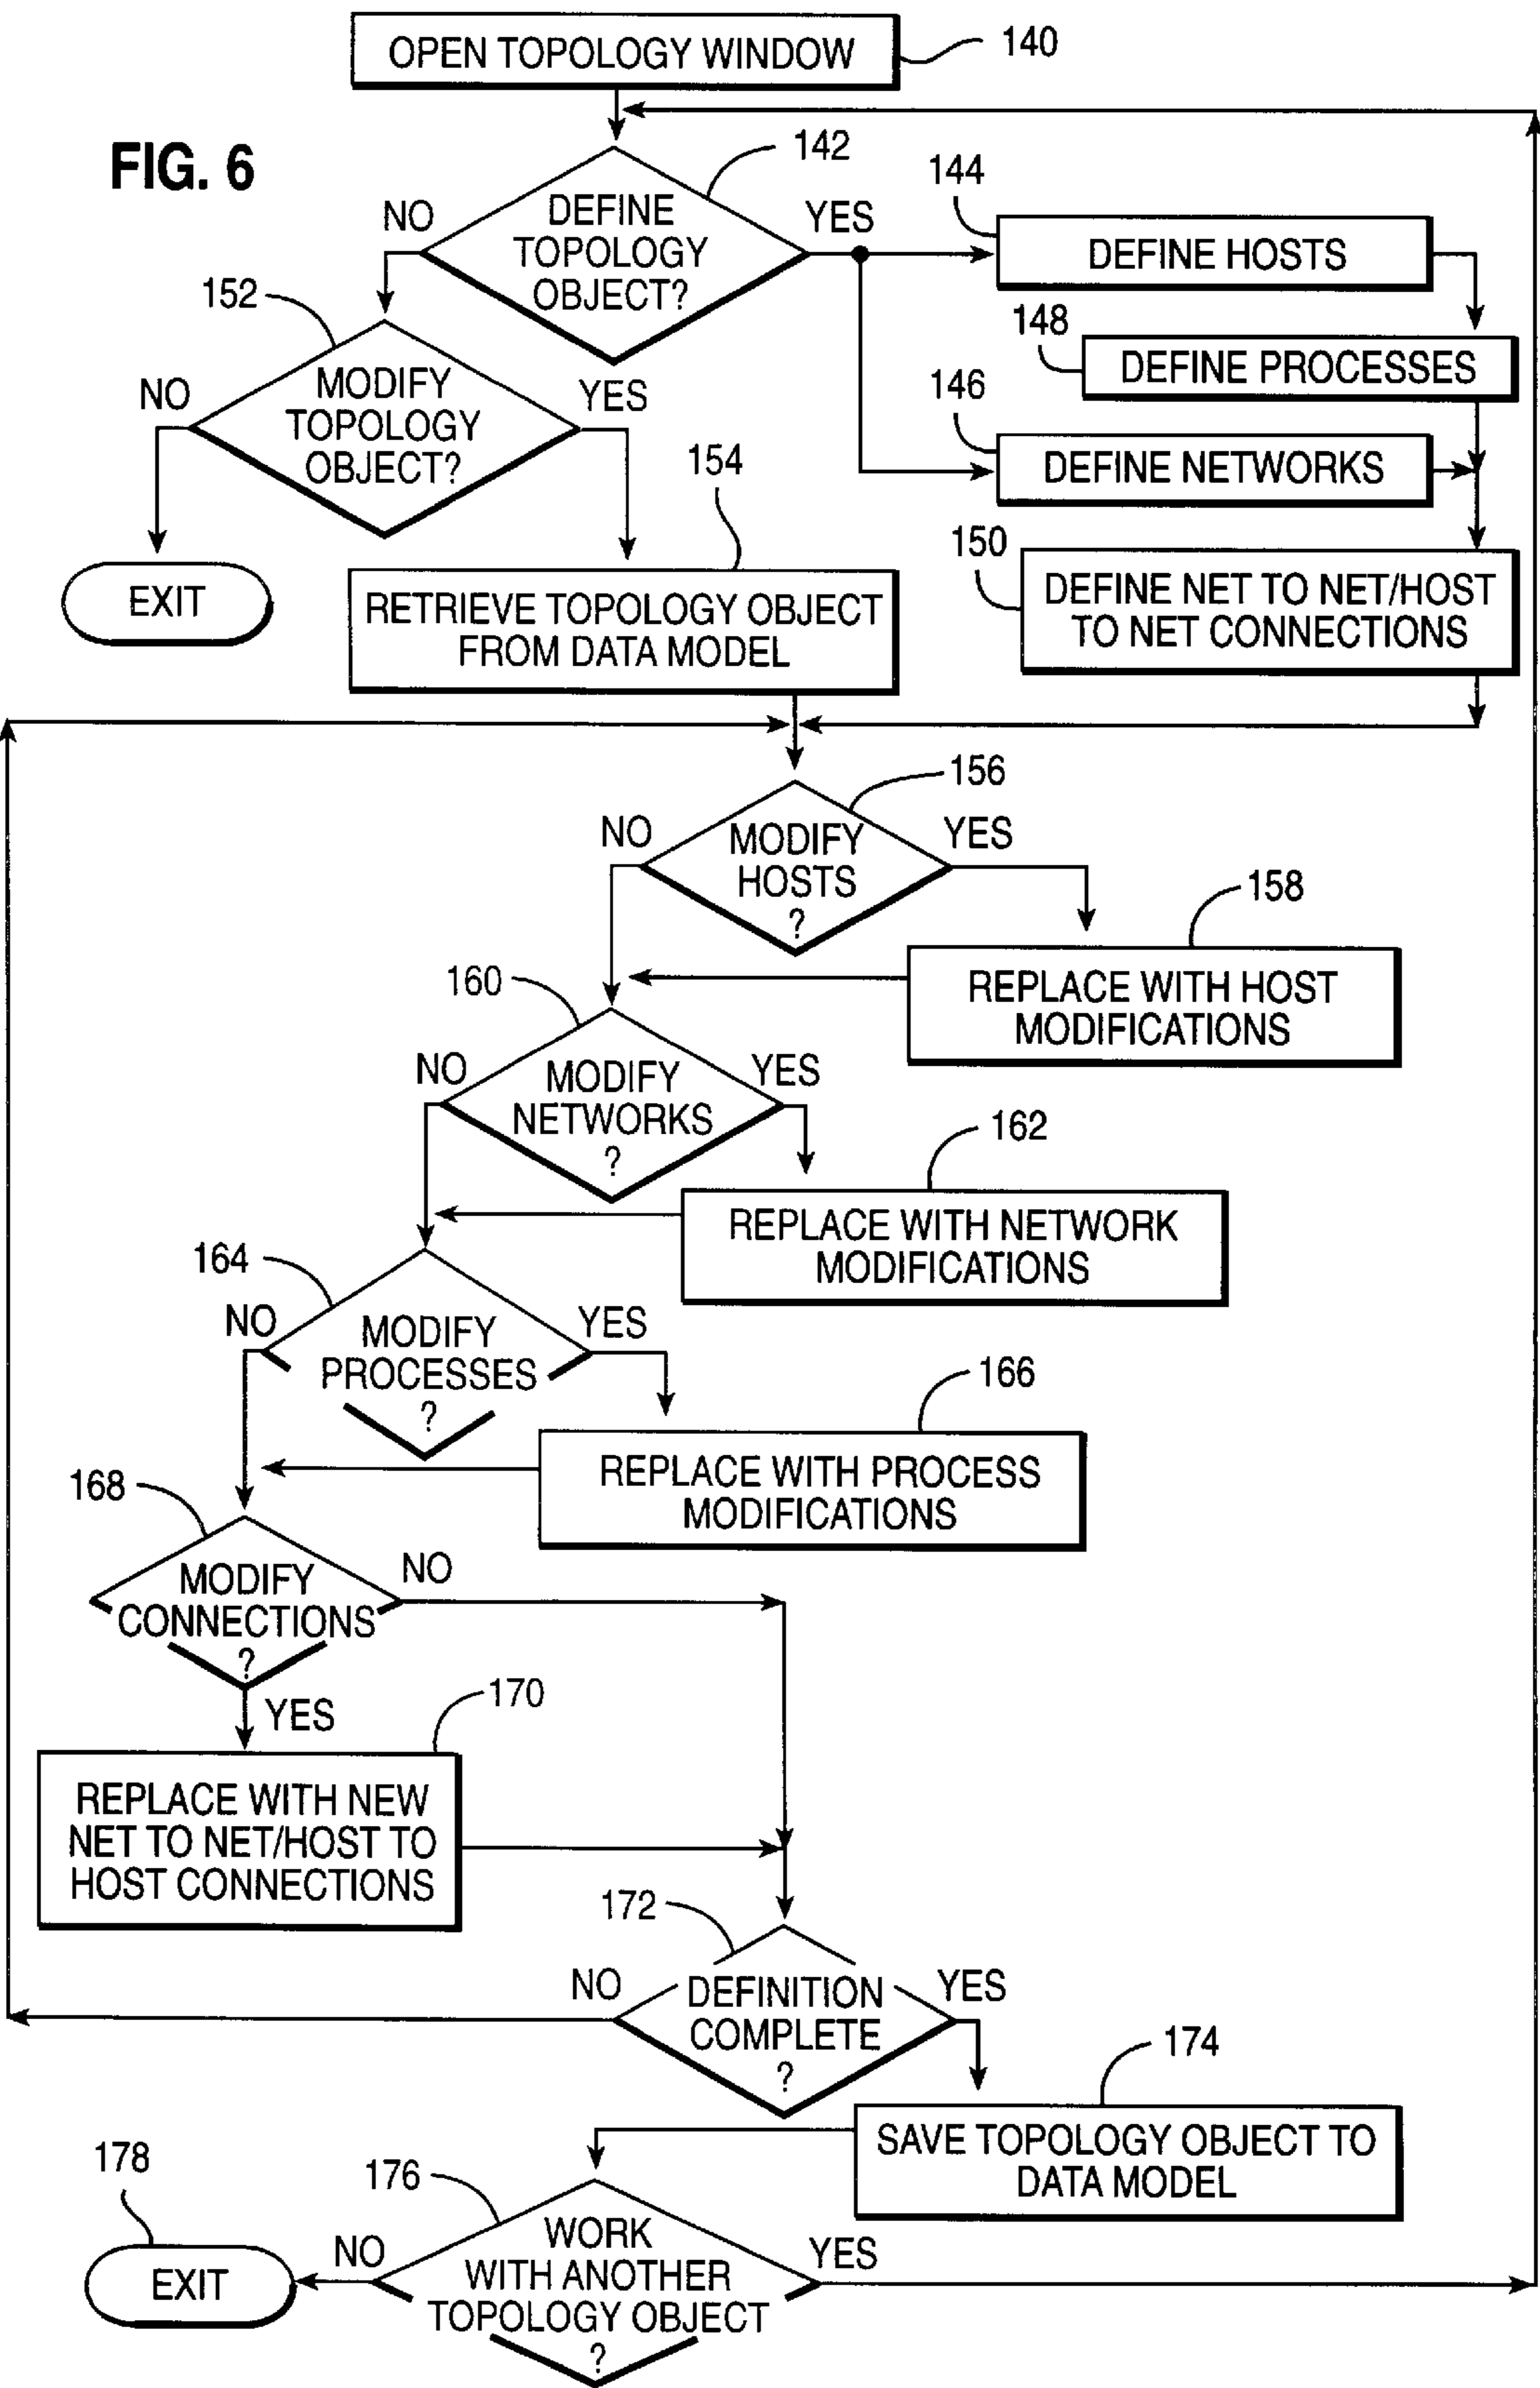 OPEN TOPOLOGY WINDOW
140
FIG. 6
142
DEFINE
TOPOLOGY
OBJECT?
NO
YES
144
DEFINE HOSTS
148
DEFINE PROCESSES
146
DEFINE NETWORKS
150
DEFINE NET TO NET/HOST
TO NET CONNECTIONS
152
MODIFY
TOPOLOGY
OBJECT?
NO
YES
EXIT
154
RETRIEVE TOPOLOGY OBJECT
FROM DATA MODEL
156
NO
MODIFY
HOSTS
?
YES
158
REPLACE WITH HOST
MODIFICATIONS
160
NO
MODIFY
NETWORKS
?
YES
162
REPLACE WITH NETWORK
MODIFICATIONS
164
NO
MODIFY
PROCESSES
?
YES
166
REPLACE WITH PROCESS
MODIFICATIONS
168
MODIFY
CONNECTIONS
?
NO
YES
170
REPLACE WITH NEW
NET TO NET/HOST TO
HOST CONNECTIONS
172
NO
DEFINITION
COMPLETE
?
YES
174
SAVE TOPOLOGY OBJECT TO
DATA MODEL
176
WORK
WITH ANOTHER
TOPOLOGY OBJECT
?
NO
YES
178
EXIT